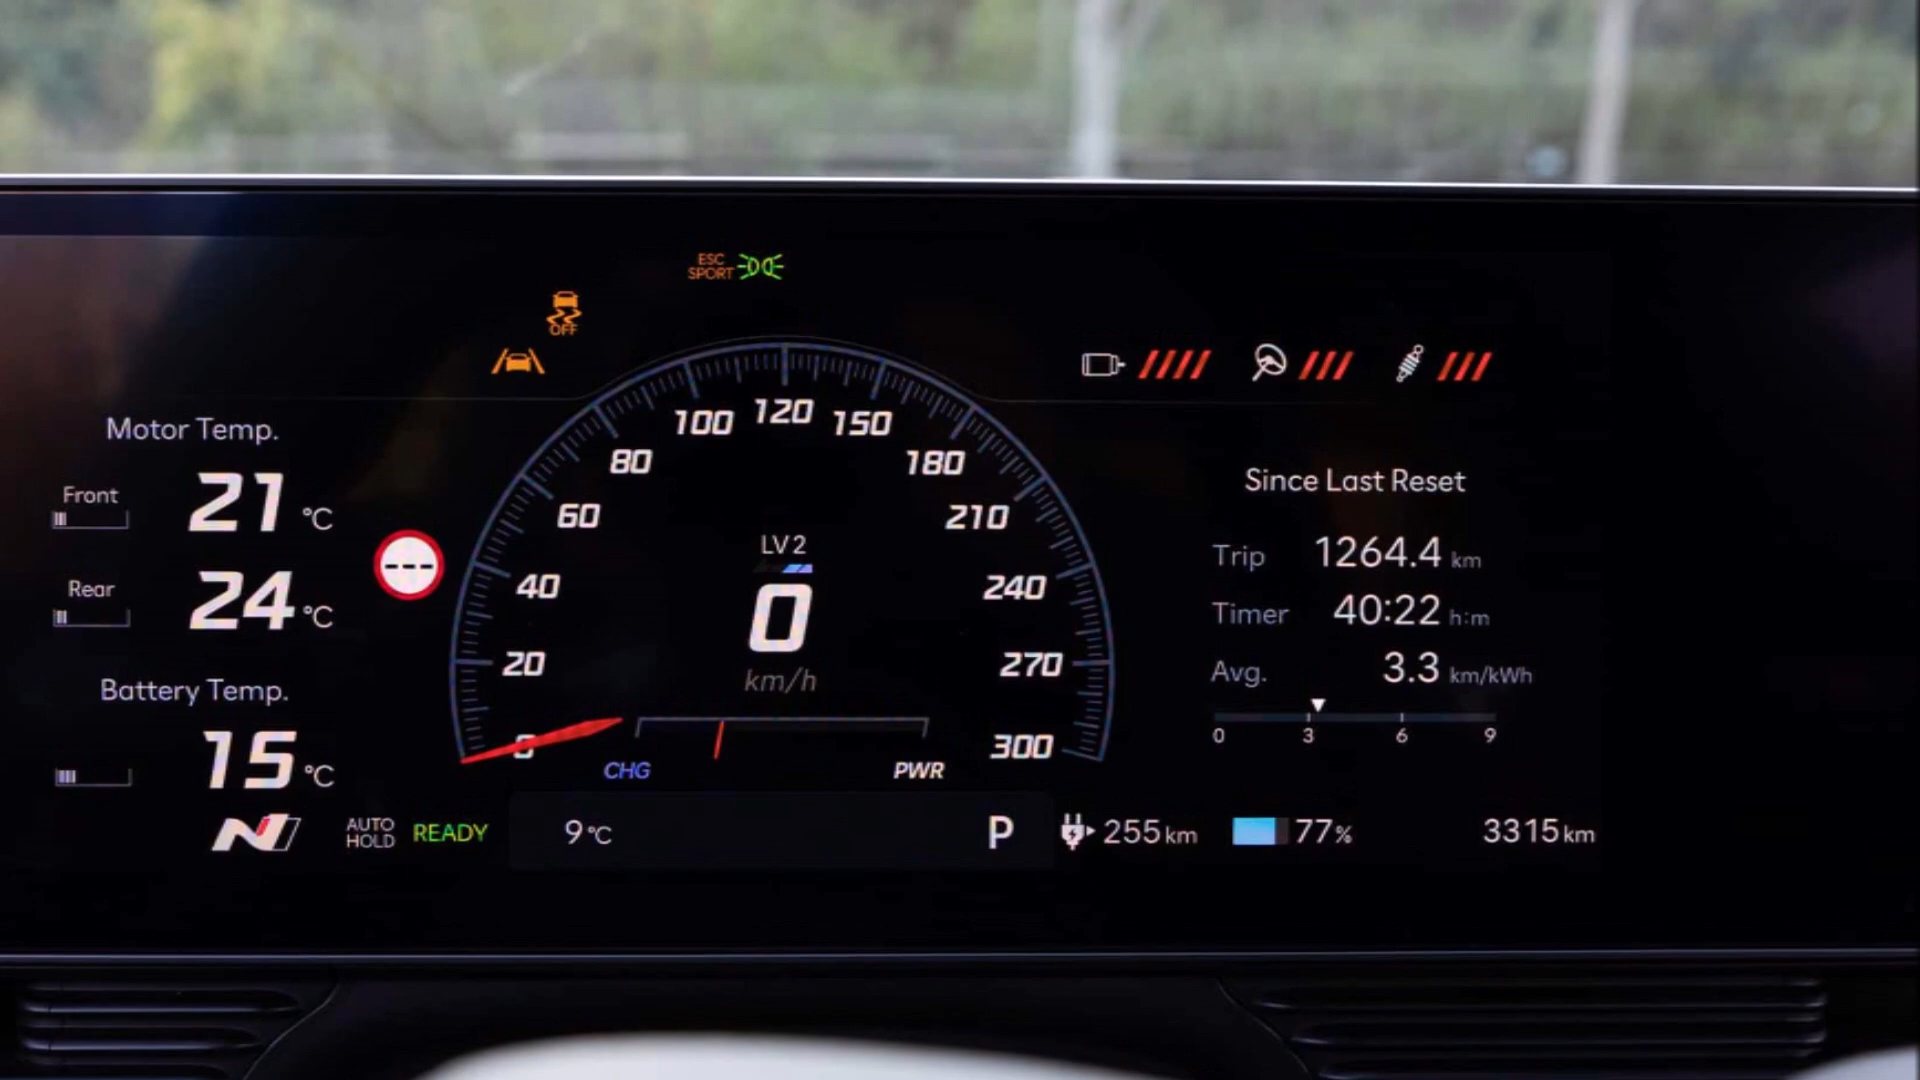 ESC
SPORT
OFF
Motor Temp.
Front
21 °C
Rear
24 °C
Battery Temp.
15 °C
N
AUTO
HOLD
READY
9 °C
P
0
20
40
60
80
100
120
150
180
210
240
270
300
LV 2
0
km/h
CHG
PWR
Since Last Reset
Trip 1264.4 km
Timer 40:22 h:m
Avg. 3.3 km/kWh
0 3 6 9
255 km
77%
3315 km